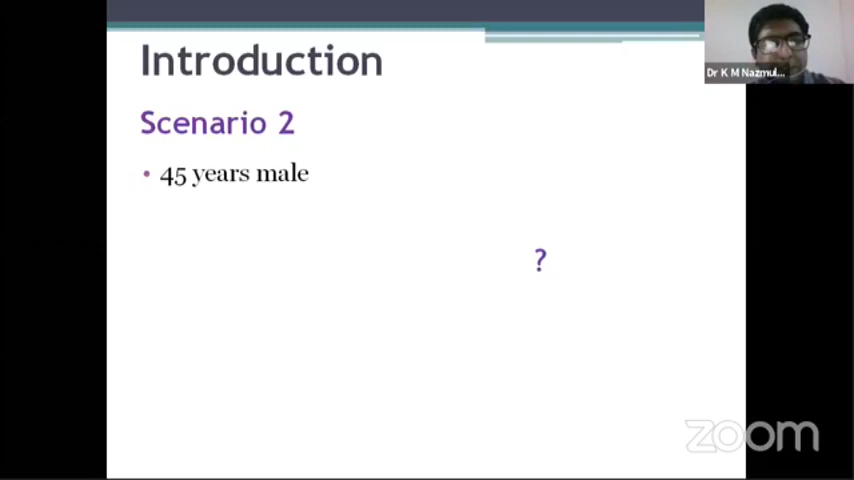 Introduction
Dr K M Nazmul...
Scenario 2
• 45 years male
?
zoom